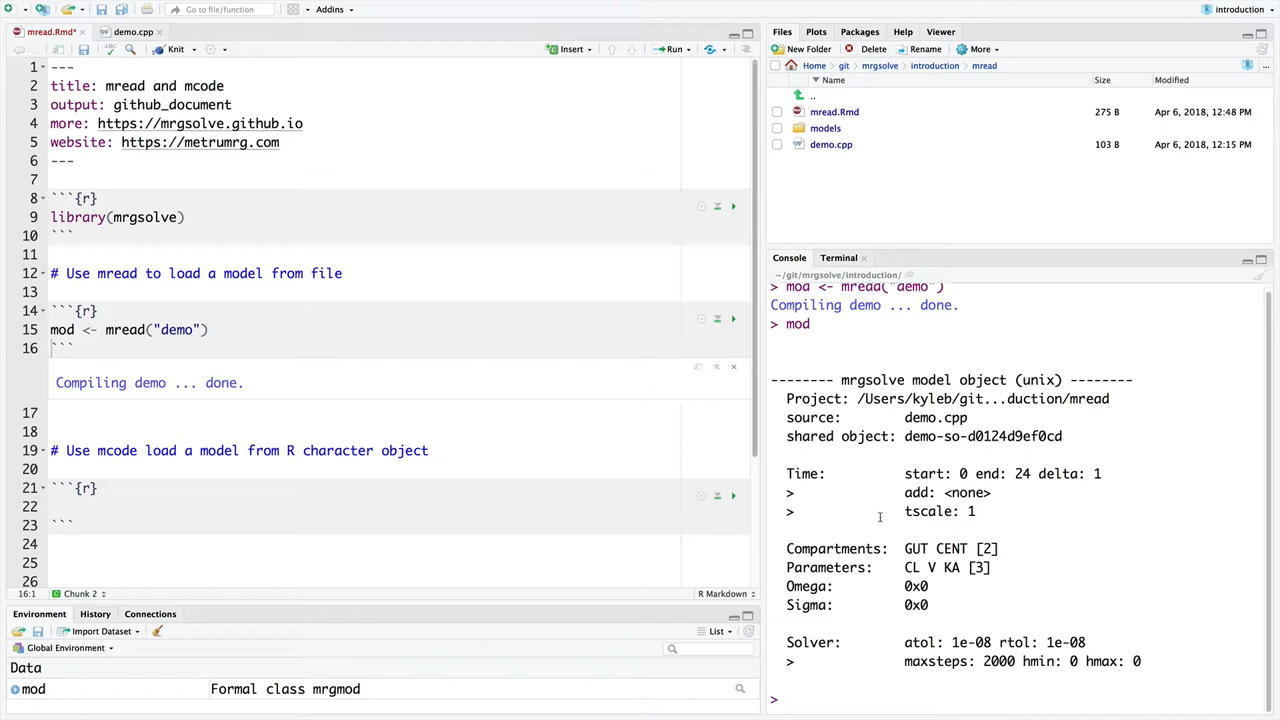 Go to file/function
Addins
introduction
mread.Rmd*
demo.cpp
Knit
Insert
Run
1 ---
2 title: mread and mcode
3 output: github_document
4 more: https://mrgsolve.github.io
5 website: https://metrumrg.com
6 ---
7
8 ```{r}
9 library(mrgsolve)
10 ```
11
12 # Use mread to load a model from file
13
14 ```{r}
15 mod <- mread("demo")
16 ```
Compiling demo ... done.
17
18
19 # Use mcode load a model from R character object
20
21 ```{r}
22
23 ```
24
25
26
16:1 Chunk 2 R Markdown
Environment History Connections
Import Dataset List
Global Environment
Data
mod Formal class mrgmod
Files Plots Packages Help Viewer
New Folder Delete Rename More
Home git mrgsolve introduction mread ...
Name Size Modified
..
mread.Rmd 275 B Apr 6, 2018, 12:48 PM
models
demo.cpp 103 B Apr 6, 2018, 12:15 PM
Console Terminal
~/git/mrgsolve/introduction/
> mod <- mread("demo")
Compiling demo ... done.
> mod
-------- mrgsolve model object (unix) --------
Project: /Users/kyleb/git...duction/mread
source: demo.cpp
shared object: demo-so-d0124d9ef0cd
Time: start: 0 end: 24 delta: 1
> add: <none>
> tscale: 1
Compartments: GUT CENT [2]
Parameters: CL V KA [3]
Omega: 0x0
Sigma: 0x0
Solver: atol: 1e-08 rtol: 1e-08
> maxsteps: 2000 hmin: 0 hmax: 0
>